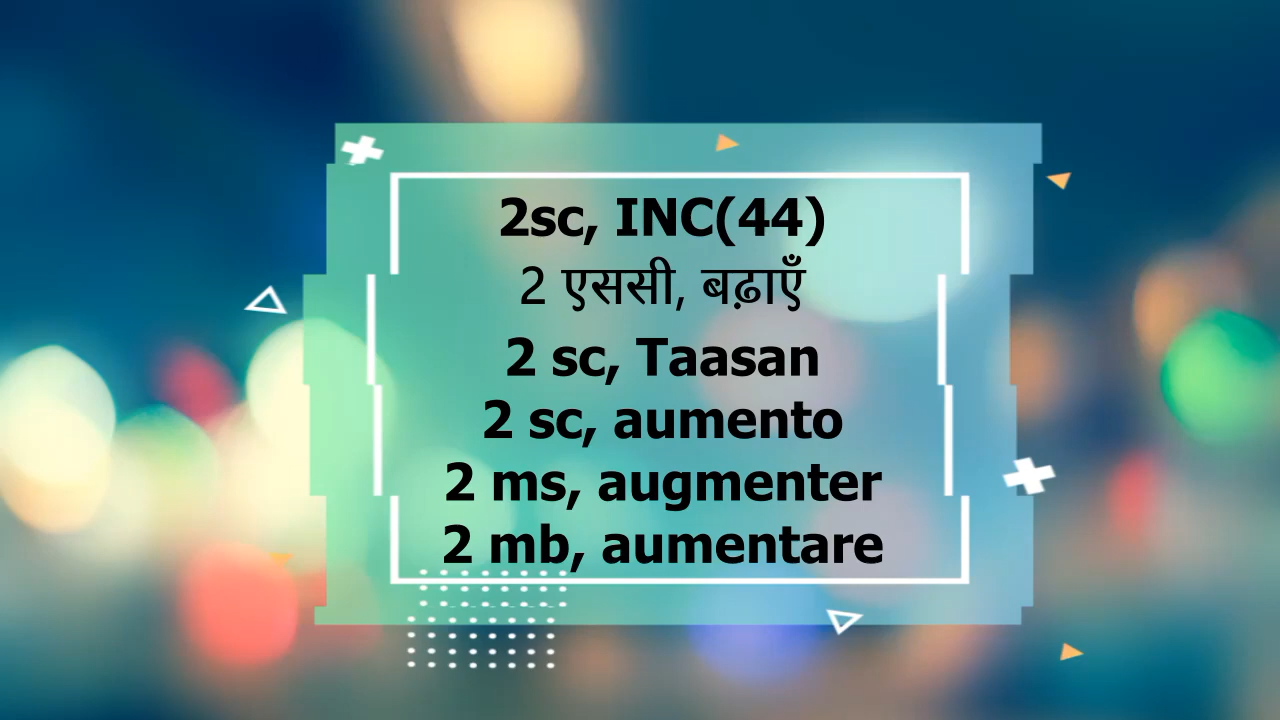 2sc, INC(44)
2 एससी, बढ़ाएँ
2 sc, Taasan
2 sc, aumento
2 ms, augmenter
2 mb, aumentare